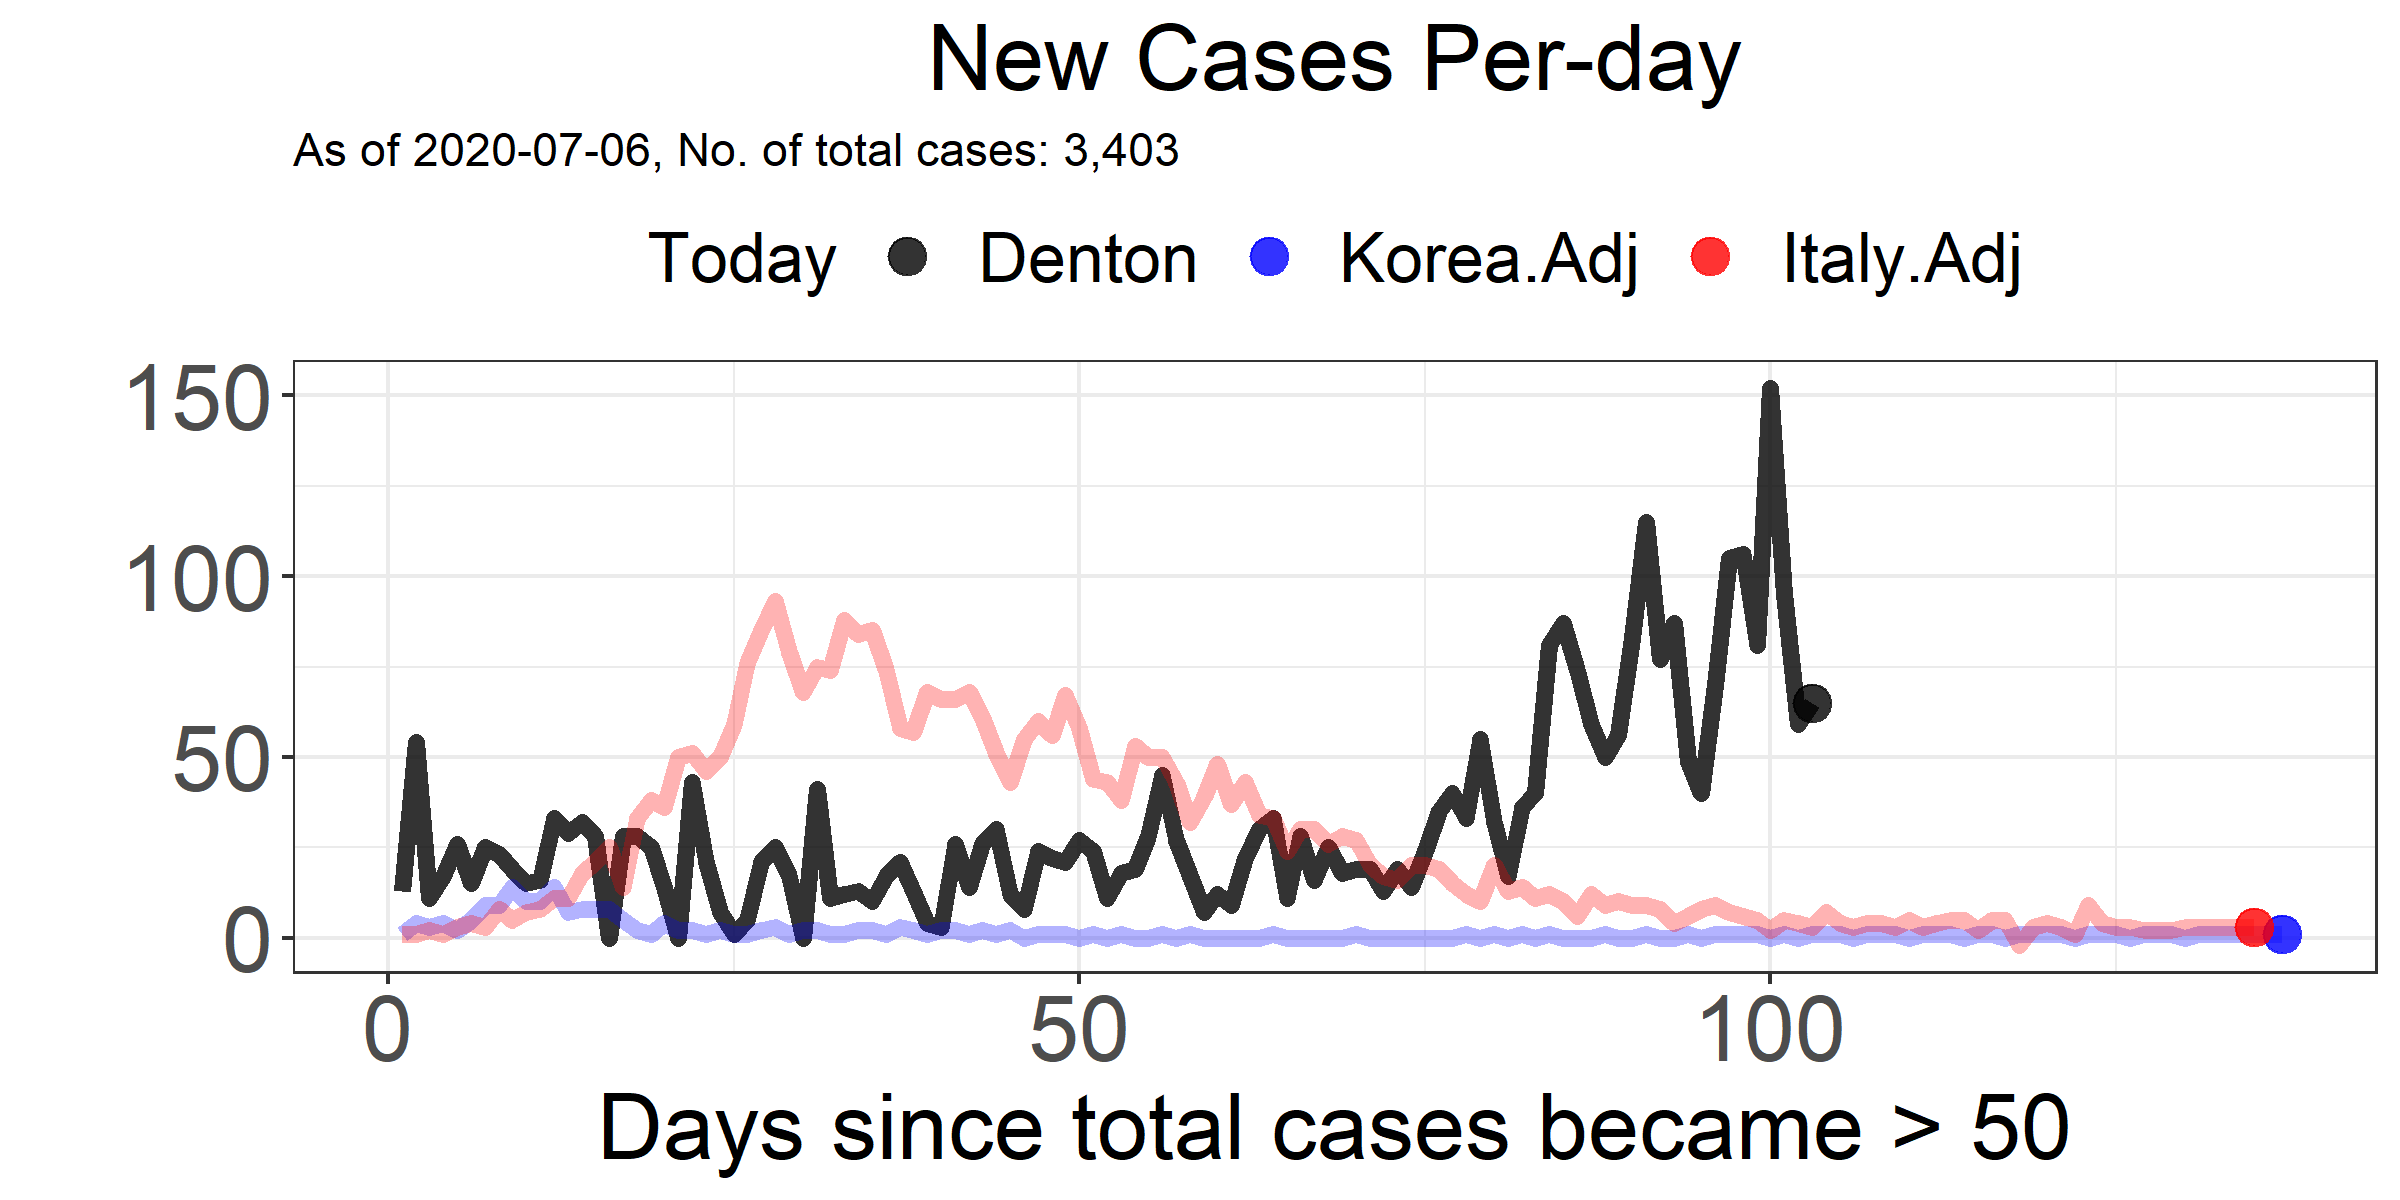 New Cases Per-day
As of 2020-07-06, No. of total cases: 3,403
Today Denton Korea.Adj Italy.Adj
150
100
50
0
0 50 100
Days since total cases became > 50